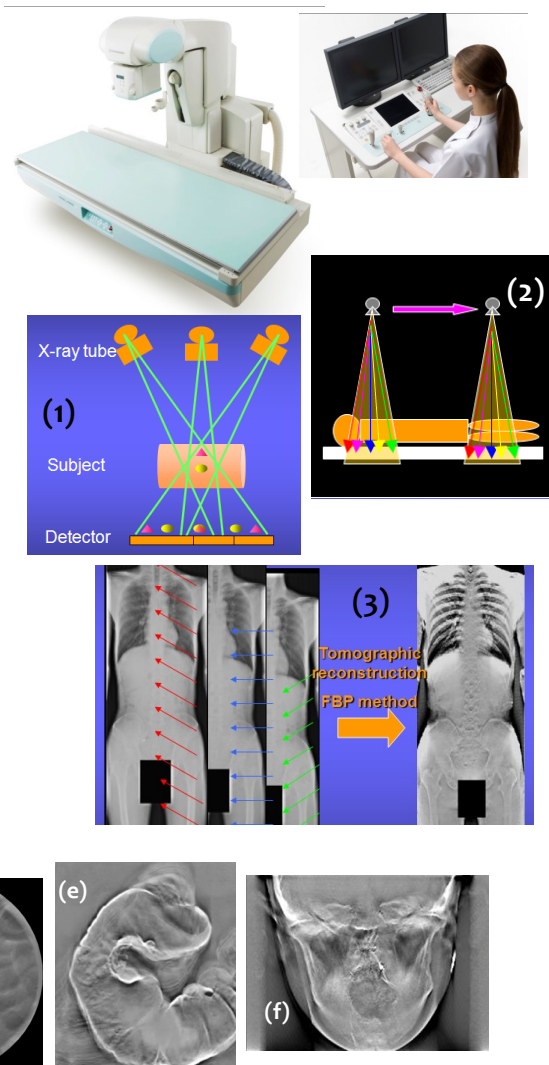 (2)
X-ray tube
(1)
Subject
Detector
(3)
Tomographic
reconstruction
FBP method
(e)
(f)